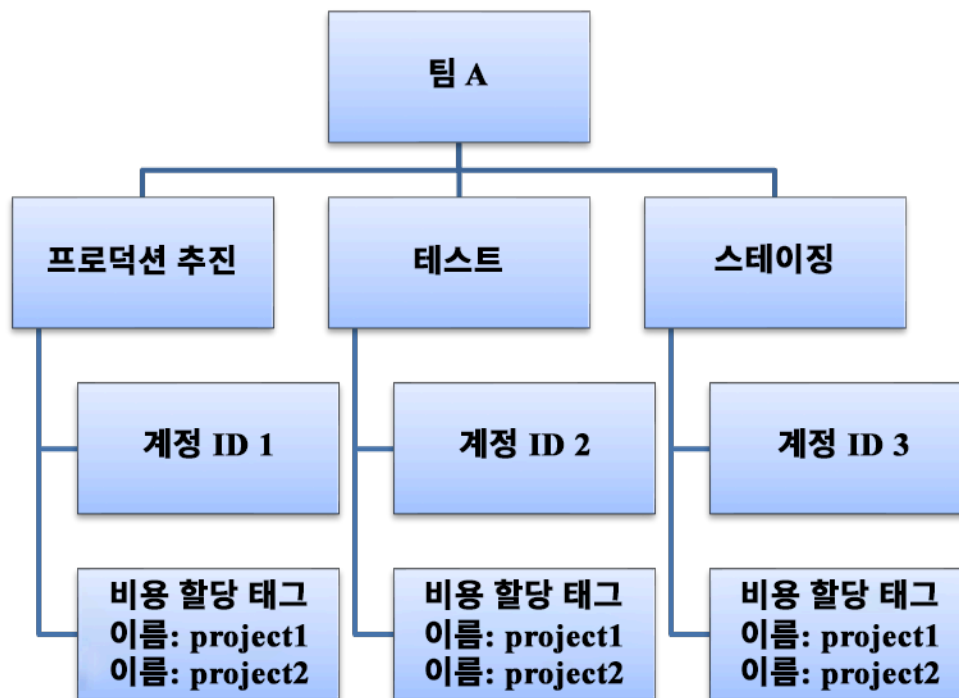 팀 A
프로덕션 추진
테스트
스테이징
계정 ID 1
계정 ID 2
계정 ID 3
비용 할당 태그
이름: project1
이름: project2
비용 할당 태그
이름: project1
이름: project2
비용 할당 태그
이름: project1
이름: project2